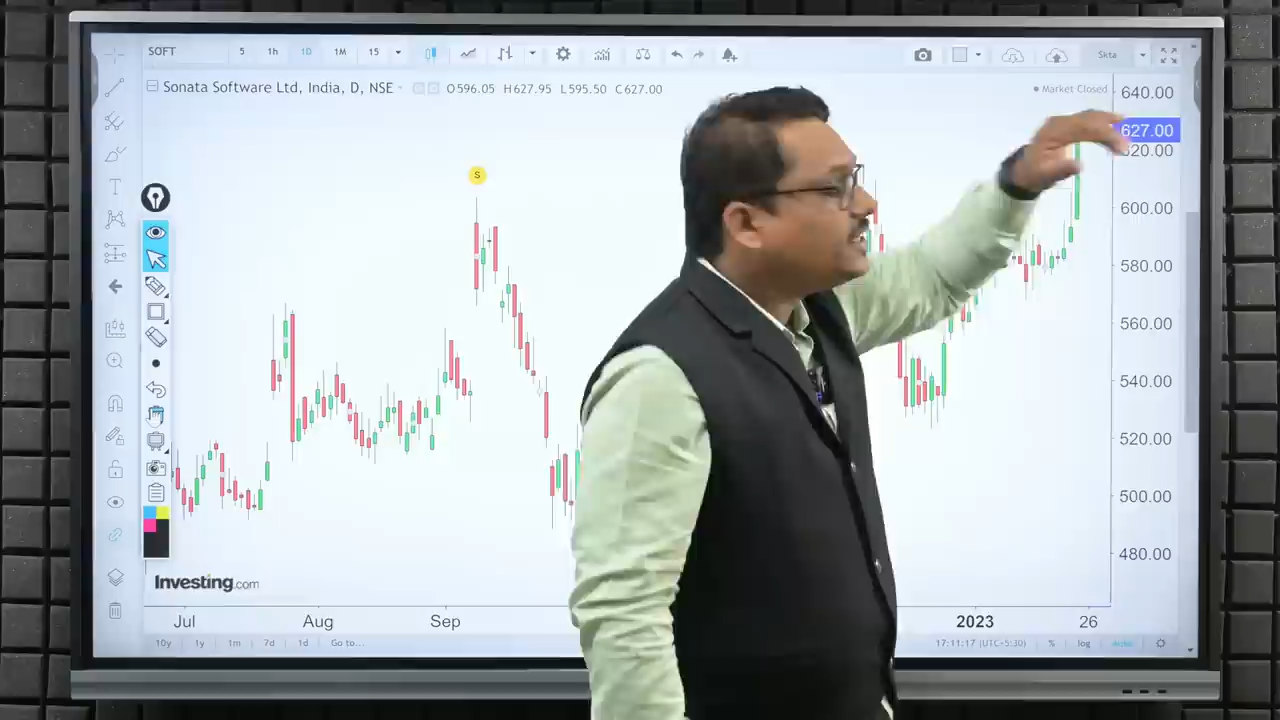 SOFT 5 1h 1D 1M 15 Skta
Sonata Software Ltd, India, D, NSE O596.05 H627.95 L595.50 C627.00
Market Closed
640.00
627.00
620.00
S
600.00
580.00
560.00
540.00
520.00
500.00
480.00
Investing.com
Jul Aug Sep 2023 26
10y 1y 1m 7d 1d Go to... 17:11:17 (UTC+5:30) % log auto